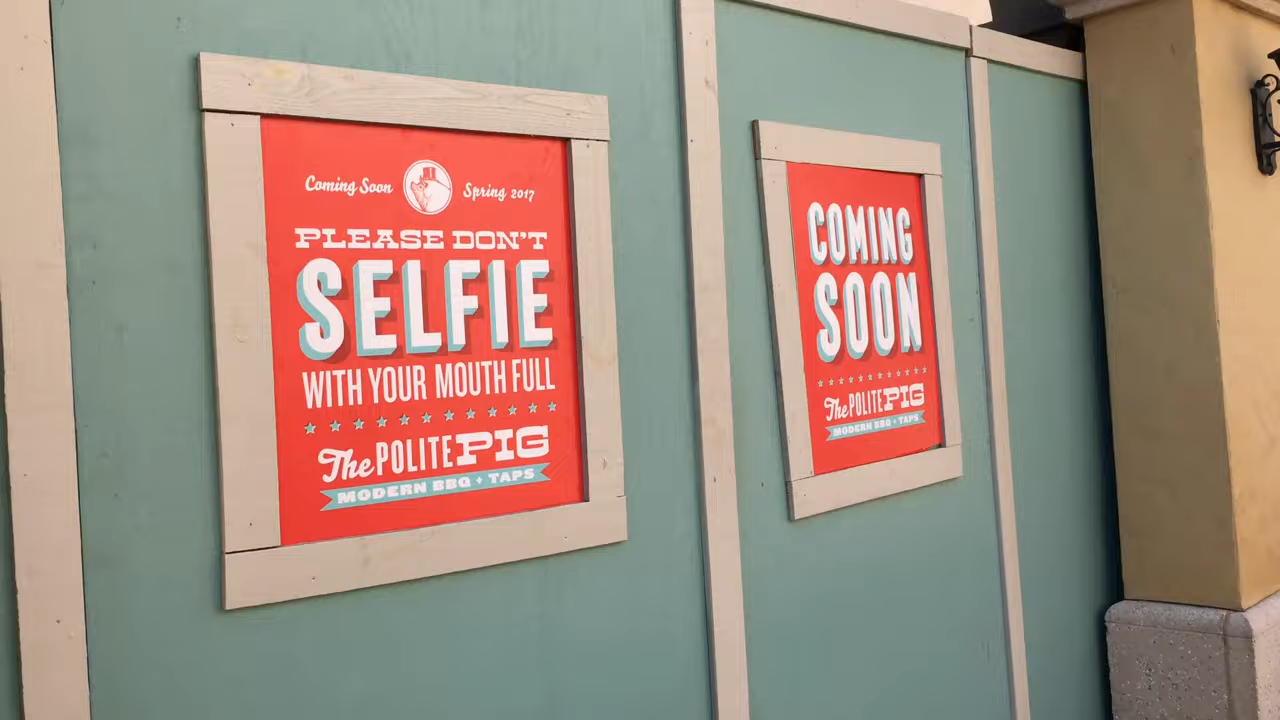 Coming Soon Spring 2017
PLEASE DON'T
SELFIE
WITH YOUR MOUTH FULL
The POLITE PIG
MODERN BBQ + TAPS
COMING
SOON
The POLITE PIG
MODERN BBQ + TAPS